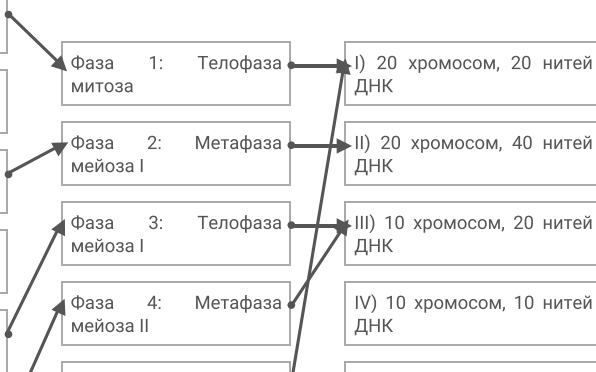 Фаза 1: Телофаза
митоза
I) 20 хромосом, 20 нитей
ДНК
Фаза 2: Метафаза
мейоза I
II) 20 хромосом, 40 нитей
ДНК
Фаза 3: Телофаза
мейоза I
III) 10 хромосом, 20 нитей
ДНК
Фаза 4: Метафаза
мейоза II
IV) 10 хромосом, 10 нитей
ДНК